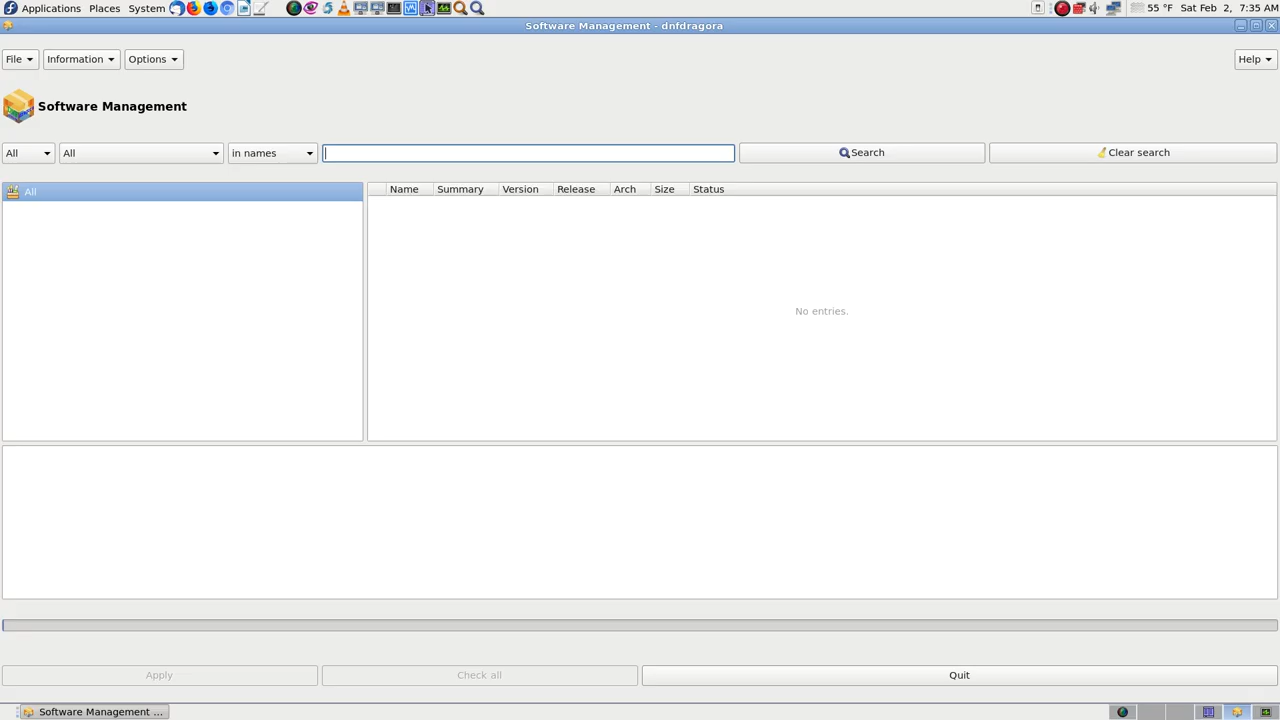 Applications Places System 55 °F Sat Feb 2, 7:35 AM
Software Management - dnfdragora
File Information Options Help
Software Management
All All in names Search Clear search
All
Name Summary Version Release Arch Size Status
No entries.
Apply Check all Quit
Software Management ...